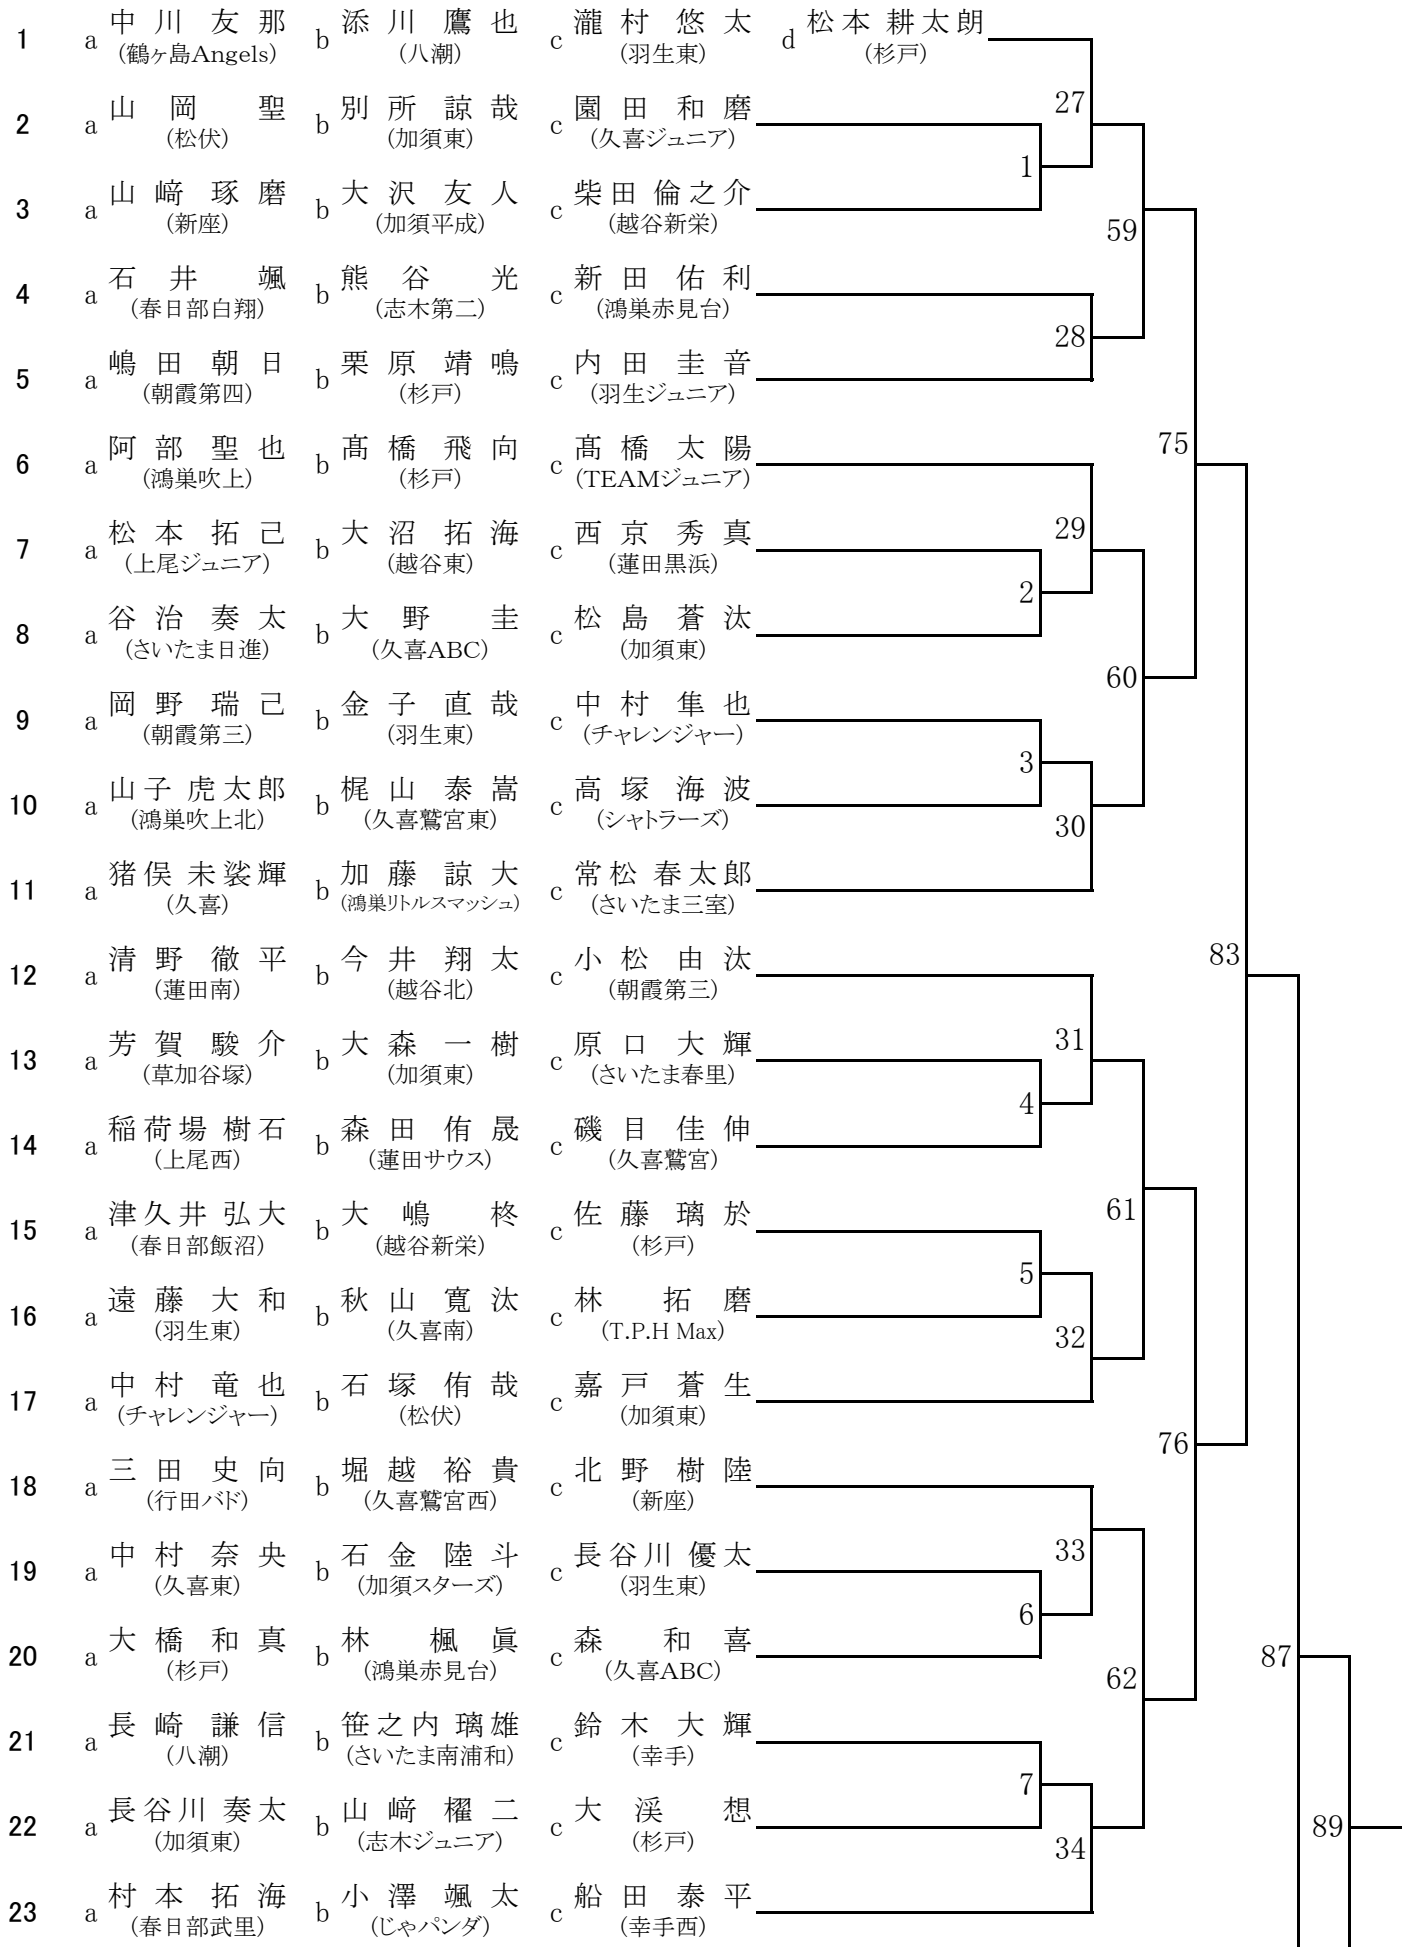 1 a 中川友那 b 添川鷹也 c 瀧村悠太 d 松本耕太朗
(鶴ヶ島Angels) (八潮) (羽生東) (杉戸)
27
2 a 山岡聖 b 別所諒哉 c 園田和磨
(松伏) (加須東) (久喜ジュニア)
1
3 a 山﨑琢磨 b 大沢友人 c 柴田倫之介
(新座) (加須平成) (越谷新栄)
59
4 a 石井颯 b 熊谷光 c 新田佑利
(春日部白翔) (志木第二) (鴻巣赤見台)
28
5 a 嶋田朝日 b 栗原靖鳴 c 内田圭音
(朝霞第四) (杉戸) (羽生ジュニア)
75
6 a 阿部聖也 b 髙橋飛向 c 髙橋太陽
(鴻巣吹上) (杉戸) (TEAMジュニア)
29
7 a 松本拓己 b 大沼拓海 c 西京秀真
(上尾ジュニア) (越谷東) (蓮田黒浜)
2
8 a 谷治奏太 b 大野圭 c 松島蒼汰
(さいたま日進) (久喜ABC) (加須東)
60
9 a 岡野瑞己 b 金子直哉 c 中村隼也
(朝霞第三) (羽生東) (チャレンジャー)
3
10 a 山子虎太郎 b 梶山泰嵩 c 高塚海波
(鴻巣吹上北) (久喜鷲宮東) (シャトラーズ)
30
11 a 猪俣未裟輝 b 加藤諒大 c 常松春太郎
(久喜) (鴻巣リトルスマッシュ) (さいたま三室)
83
12 a 清野徹平 b 今井翔太 c 小松由汰
(蓮田南) (越谷北) (朝霞第三)
31
13 a 芳賀駿介 b 大森一樹 c 原口大輝
(草加谷塚) (加須東) (さいたま春里)
4
14 a 稲荷場樹石 b 森田侑晟 c 磯目佳伸
(上尾西) (蓮田サウス) (久喜鷲宮)
61
15 a 津久井弘大 b 大嶋柊 c 佐藤璃於
(春日部飯沼) (越谷新栄) (杉戸)
5
16 a 遠藤大和 b 秋山寛汰 c 林拓磨
(羽生東) (久喜南) (T.P.H Max)
32
17 a 中村竜也 b 石塚侑哉 c 嘉戸蒼生
(チャレンジャー) (松伏) (加須東)
76
18 a 三田史向 b 堀越裕貴 c 北野樹陸
(行田バド) (久喜鷲宮西) (新座)
33
19 a 中村奈央 b 石金陸斗 c 長谷川優太
(久喜東) (加須スターズ) (羽生東)
6
20 a 大橋和真 b 林楓眞 c 森和喜
(杉戸) (鴻巣赤見台) (久喜ABC)
87
62
21 a 長崎謙信 b 笹之内璃雄 c 鈴木大輝
(八潮) (さいたま南浦和) (幸手)
7
22 a 長谷川奏太 b 山﨑櫂二 c 大渓想
(加須東) (志木ジュニア) (杉戸)
89
34
23 a 村本拓海 b 小澤颯太 c 船田泰平
(春日部武里) (じゃパンダ) (幸手西)